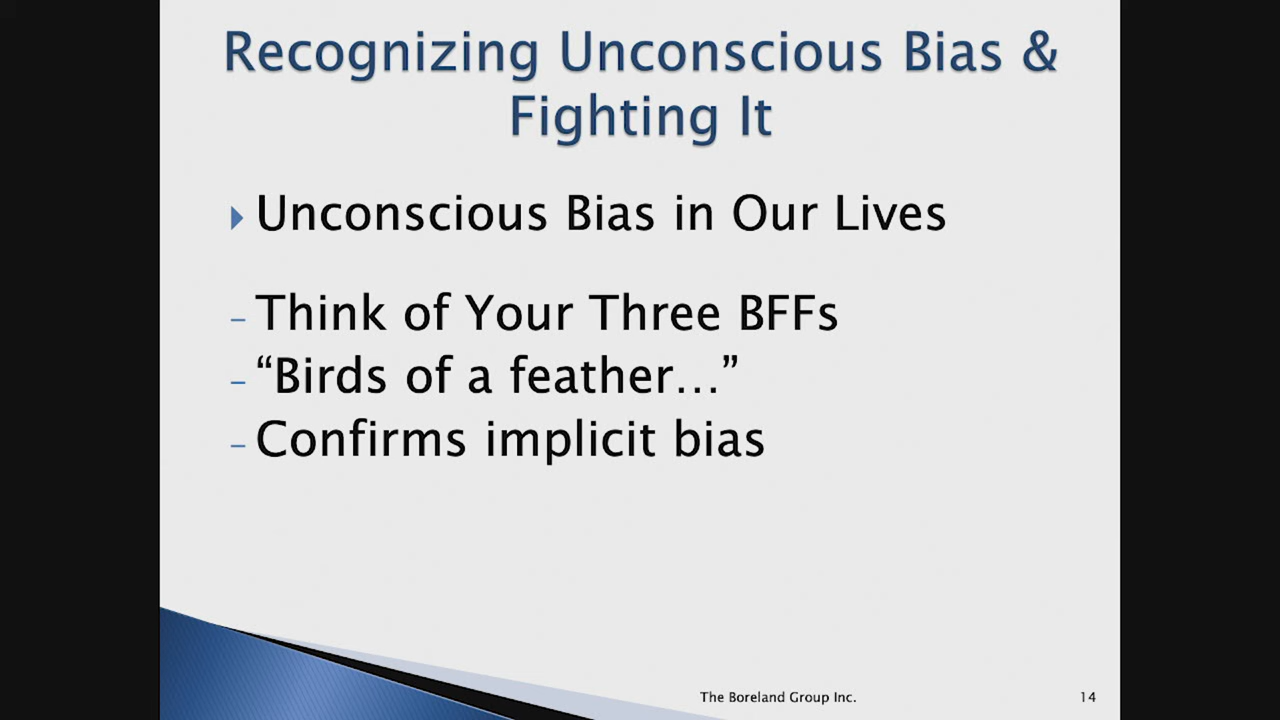 Recognizing Unconscious Bias &
Fighting It
Unconscious Bias in Our Lives
– Think of Your Three BFFs
– “Birds of a feather…”
– Confirms implicit bias
The Boreland Group Inc.
14